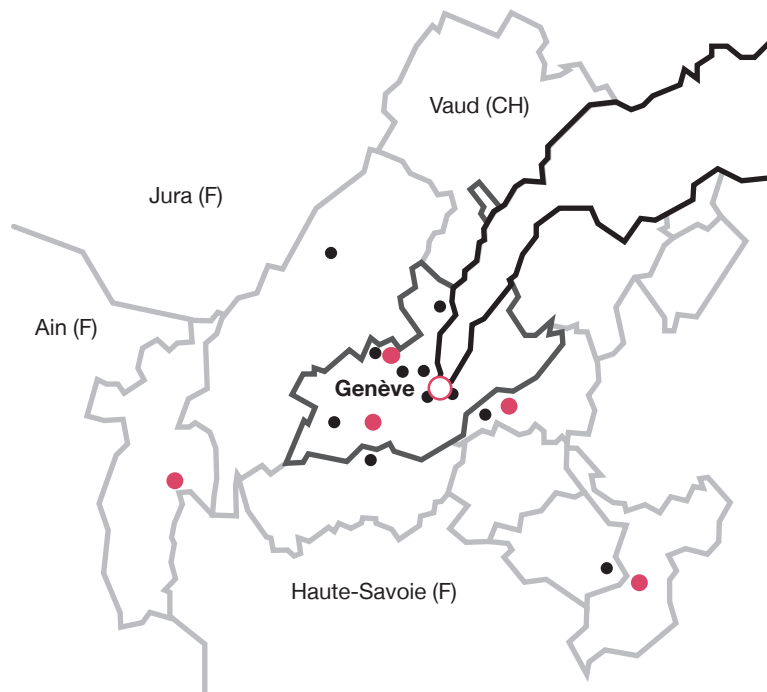 Vaud (CH)
Jura (F)
Ain (F)
Genève
Haute-Savoie (F)